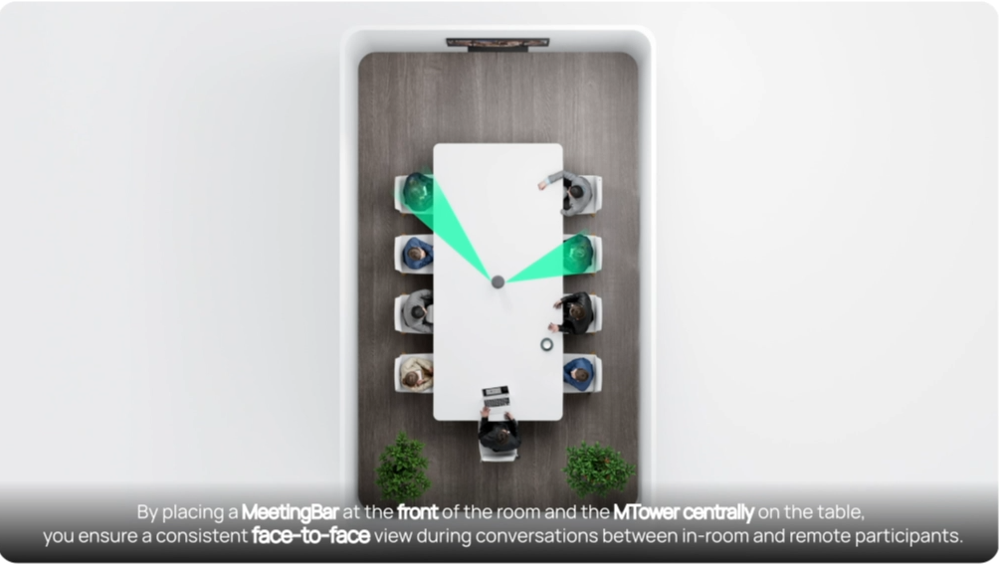 By placing a MeetingBar at the front of the room and the MTower centrally on the table,
you ensure a consistent face-to-face view during conversations between in-room and remote participants.